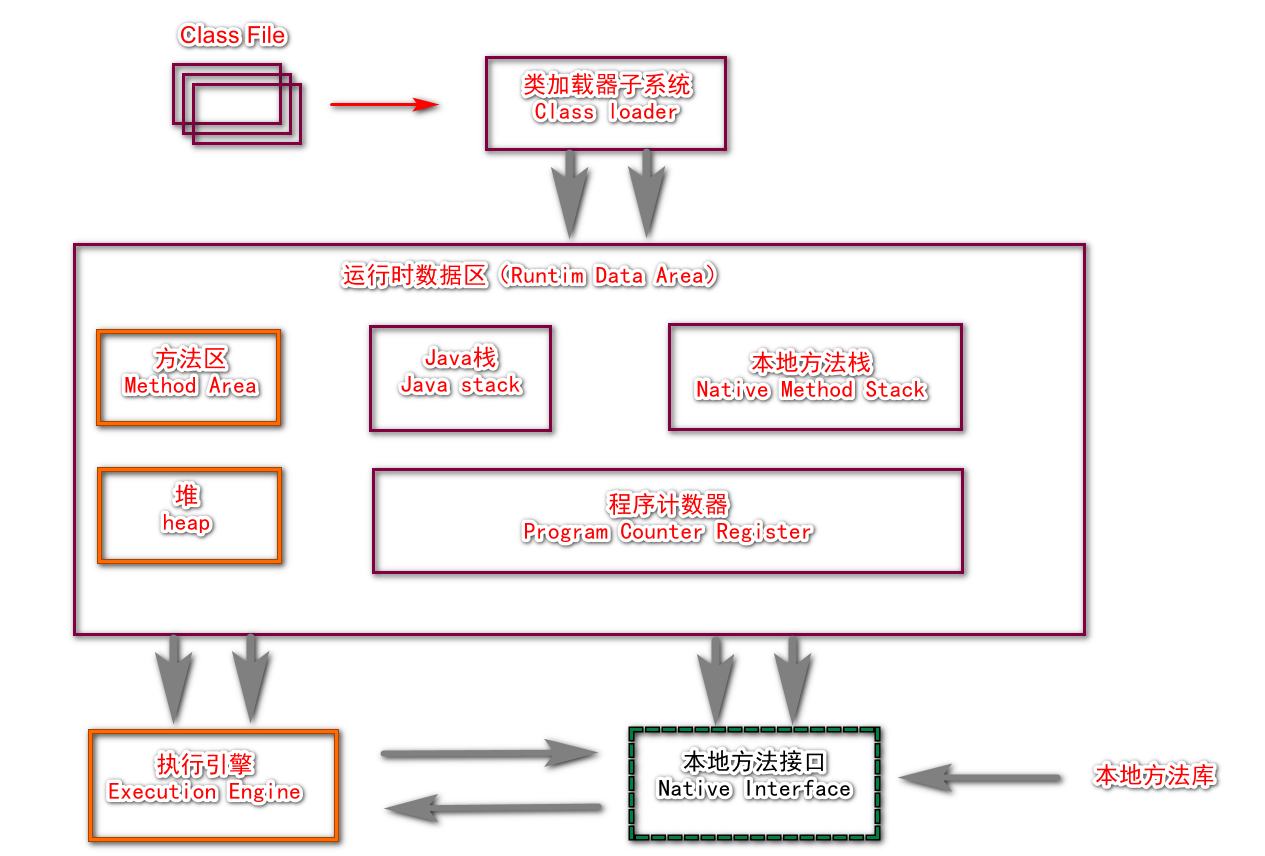 Class File
类加载器子系统
Class loader
运行时数据区（Runtim Data Area）
方法区
Method Area
Java栈
Java stack
本地方法栈
Native Method Stack
堆
heap
程序计数器
Program Counter Register
执行引擎
Execution Engine
本地方法接口
Native Interface
本地方法库